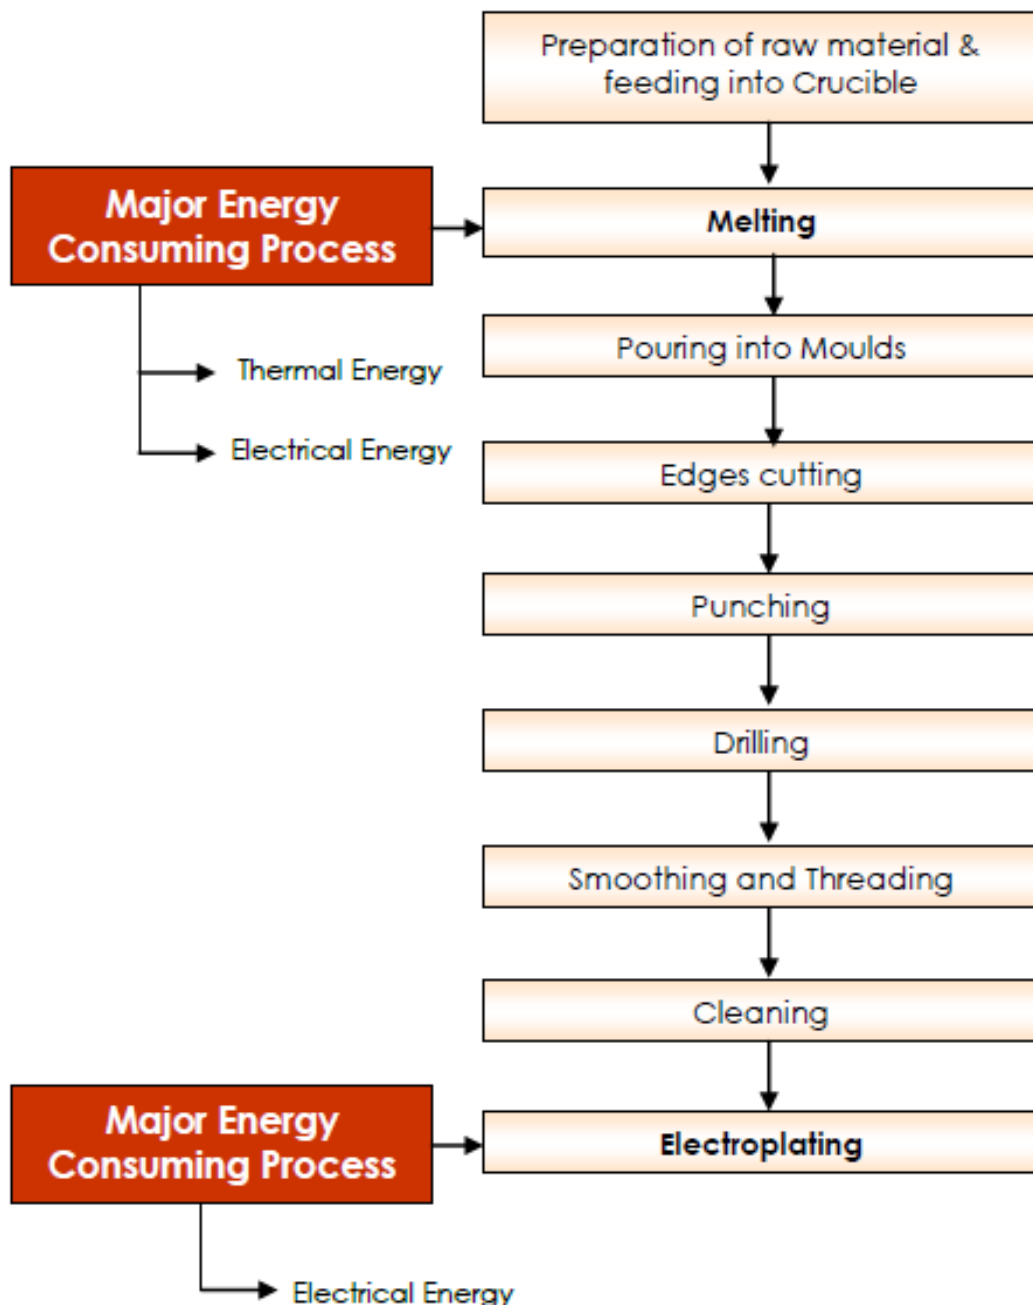 Preparation of raw material &
feeding into Crucible
Major Energy
Consuming Process
Melting
Pouring into Moulds
Thermal Energy
Electrical Energy
Edges cutting
Punching
Drilling
Smoothing and Threading
Cleaning
Major Energy
Consuming Process
Electroplating
Electrical Energy